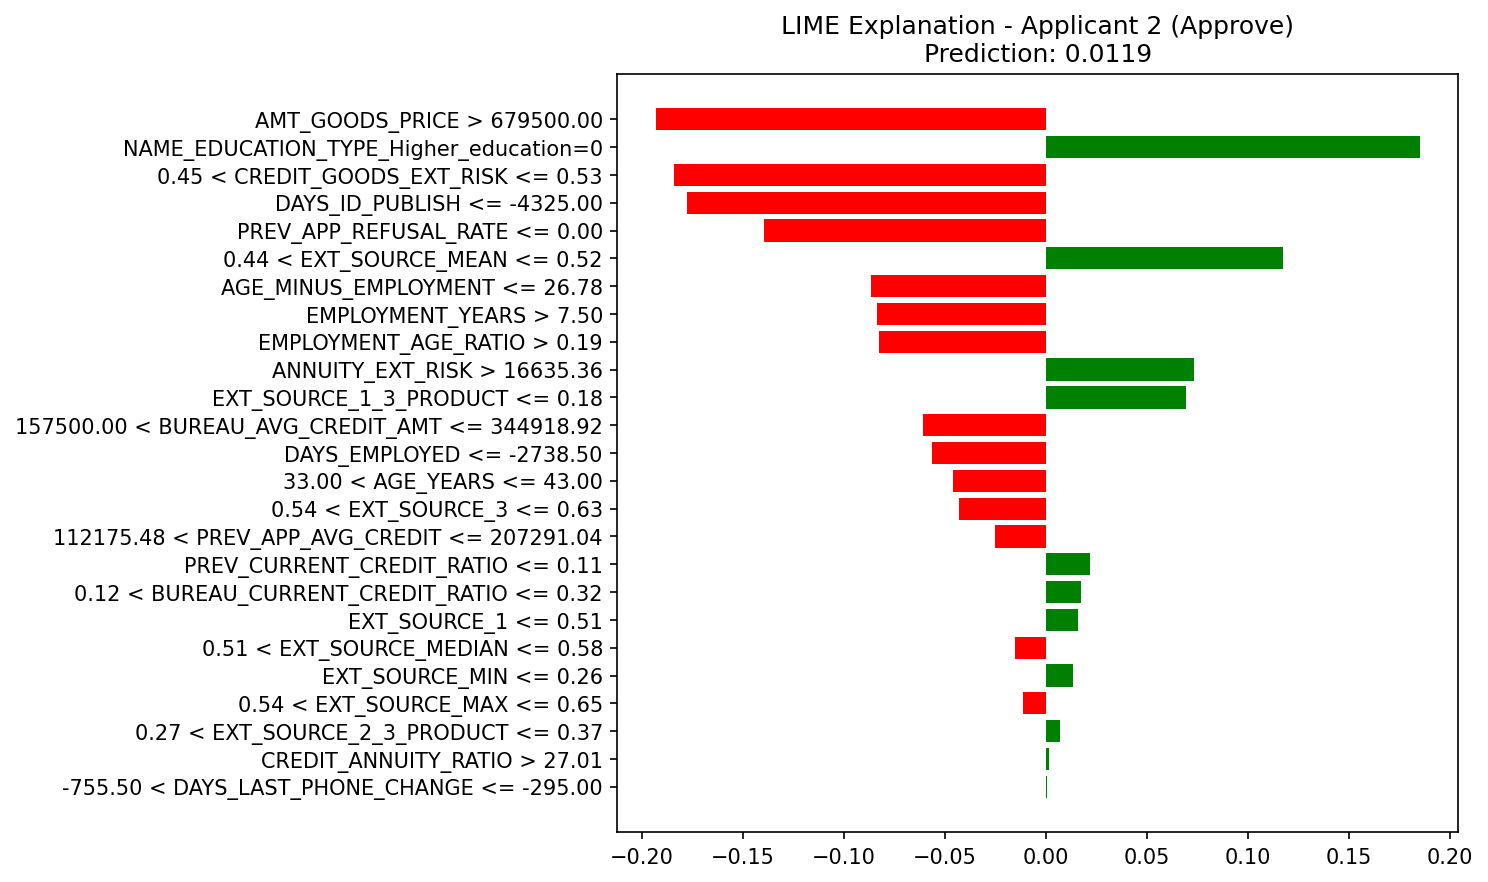 LIME Explanation - Applicant 2 (Approve)
Prediction: 0.0119
AMT_GOODS_PRICE > 679500.00
NAME_EDUCATION_TYPE_Higher_education=0
0.45 < CREDIT_GOODS_EXT_RISK <= 0.53
DAYS_ID_PUBLISH <= -4325.00
PREV_APP_REFUSAL_RATE <= 0.00
0.44 < EXT_SOURCE_MEAN <= 0.52
AGE_MINUS_EMPLOYMENT <= 26.78
EMPLOYMENT_YEARS > 7.50
EMPLOYMENT_AGE_RATIO > 0.19
ANNUITY_EXT_RISK > 16635.36
EXT_SOURCE_1_3_PRODUCT <= 0.18
157500.00 < BUREAU_AVG_CREDIT_AMT <= 344918.92
DAYS_EMPLOYED <= -2738.50
33.00 < AGE_YEARS <= 43.00
0.54 < EXT_SOURCE_3 <= 0.63
112175.48 < PREV_APP_AVG_CREDIT <= 207291.04
PREV_CURRENT_CREDIT_RATIO <= 0.11
0.12 < BUREAU_CURRENT_CREDIT_RATIO <= 0.32
EXT_SOURCE_1 <= 0.51
0.51 < EXT_SOURCE_MEDIAN <= 0.58
EXT_SOURCE_MIN <= 0.26
0.54 < EXT_SOURCE_MAX <= 0.65
0.27 < EXT_SOURCE_2_3_PRODUCT <= 0.37
CREDIT_ANNUITY_RATIO > 27.01
-755.50 < DAYS_LAST_PHONE_CHANGE <= -295.00
−0.20 −0.15 −0.10 −0.05 0.00 0.05 0.10 0.15 0.20